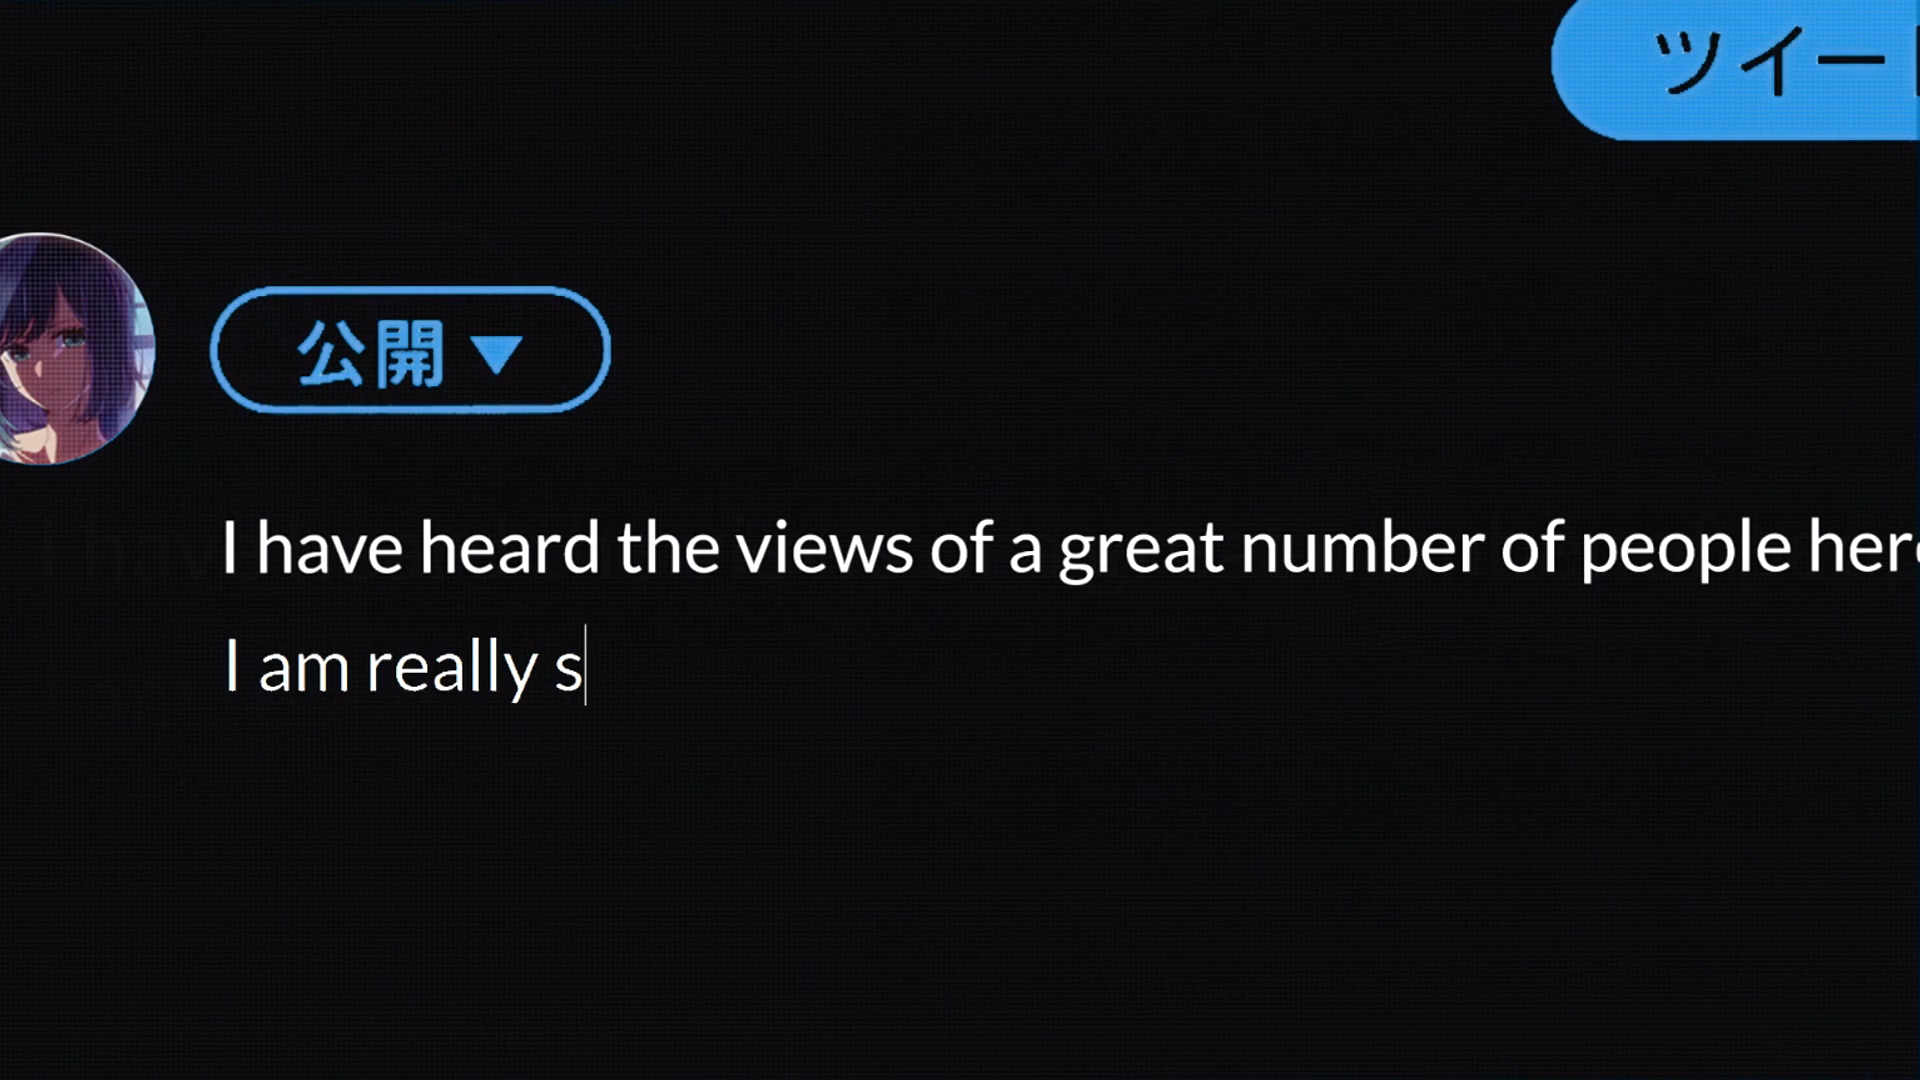 ツイー
公開 ▼
I have heard the views of a great number of people her
I am really s